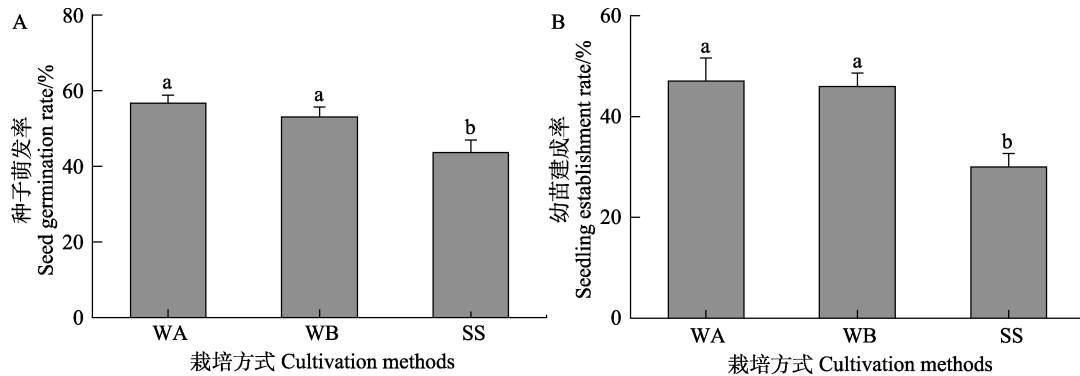 A
种子萌发率
Seed germination rate/%
80
60
40
20
0
a
a
b
WA
WB
SS
栽培方式 Cultivation methods
B
幼苗建成率
Seedling establishment rate/%
60
40
20
0
a
a
b
WA
WB
SS
栽培方式 Cultivation methods